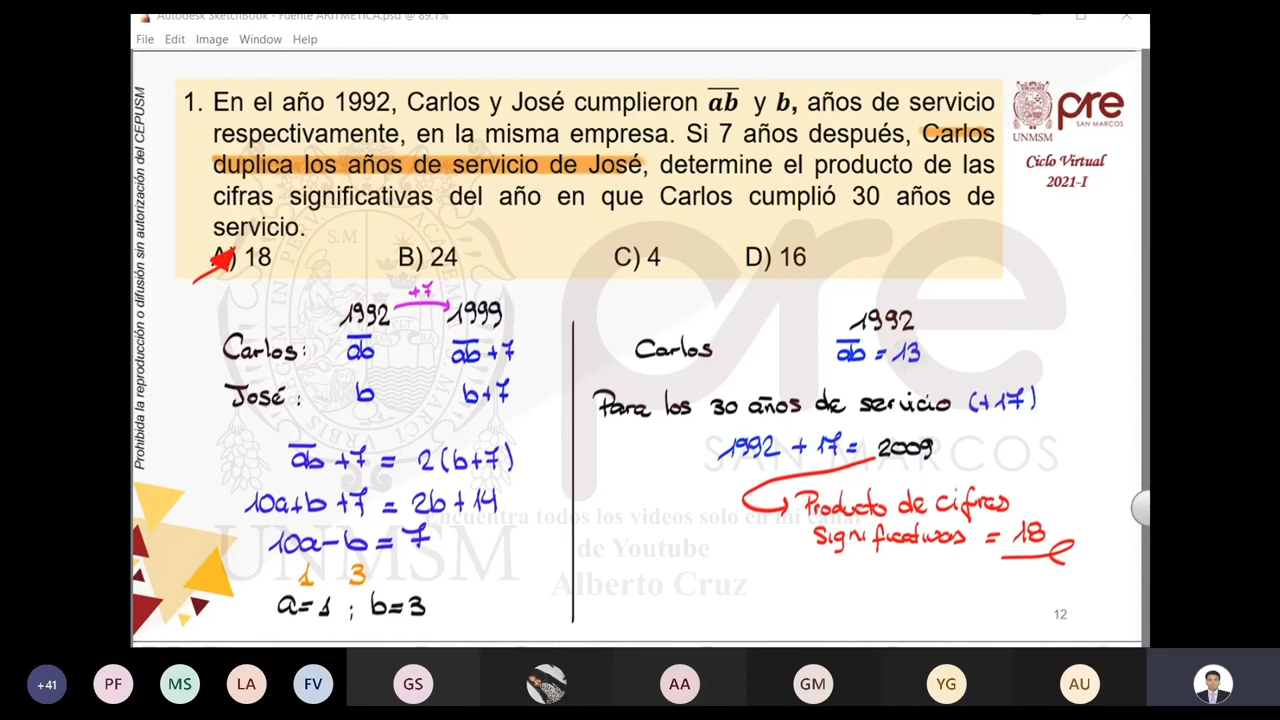 Autodesk SketchBook - Fuente ARITMETICA.psd @ 89.1%
File Edit Image Window Help
Prohibida la reproducción o difusión sin autorización del CEPUSM
1. En el año 1992, Carlos y José cumplieron a̅b̅ y b, años de servicio
respectivamente, en la misma empresa. Si 7 años después, Carlos
duplica los años de servicio de José, determine el producto de las
cifras significativas del año en que Carlos cumplió 30 años de
servicio.
A) 18 B) 24 C) 4 D) 16
UNMSM
pre
SAN MARCOS
Ciclo Virtual
2021-I
+7
1992 1999
Carlos: a̅b̅ a̅b̅+7
José: b b+7
a̅b̅ +7 = 2(b+7)
10a+b +7 = 2b+14
10a-b = 7
1 3
a=1 ; b=3
1992
Carlos a̅b̅ = 13
Para los 30 años de servicio (+17)
1992 + 17 = 2009
Producto de cifras
significativas = 18
pre
SAN MARCOS
UNMSM
Encuentra todos los videos solo en mi canal
de Youtube
Alberto Cruz
12
+41 PF MS LA FV GS AA GM YG AU